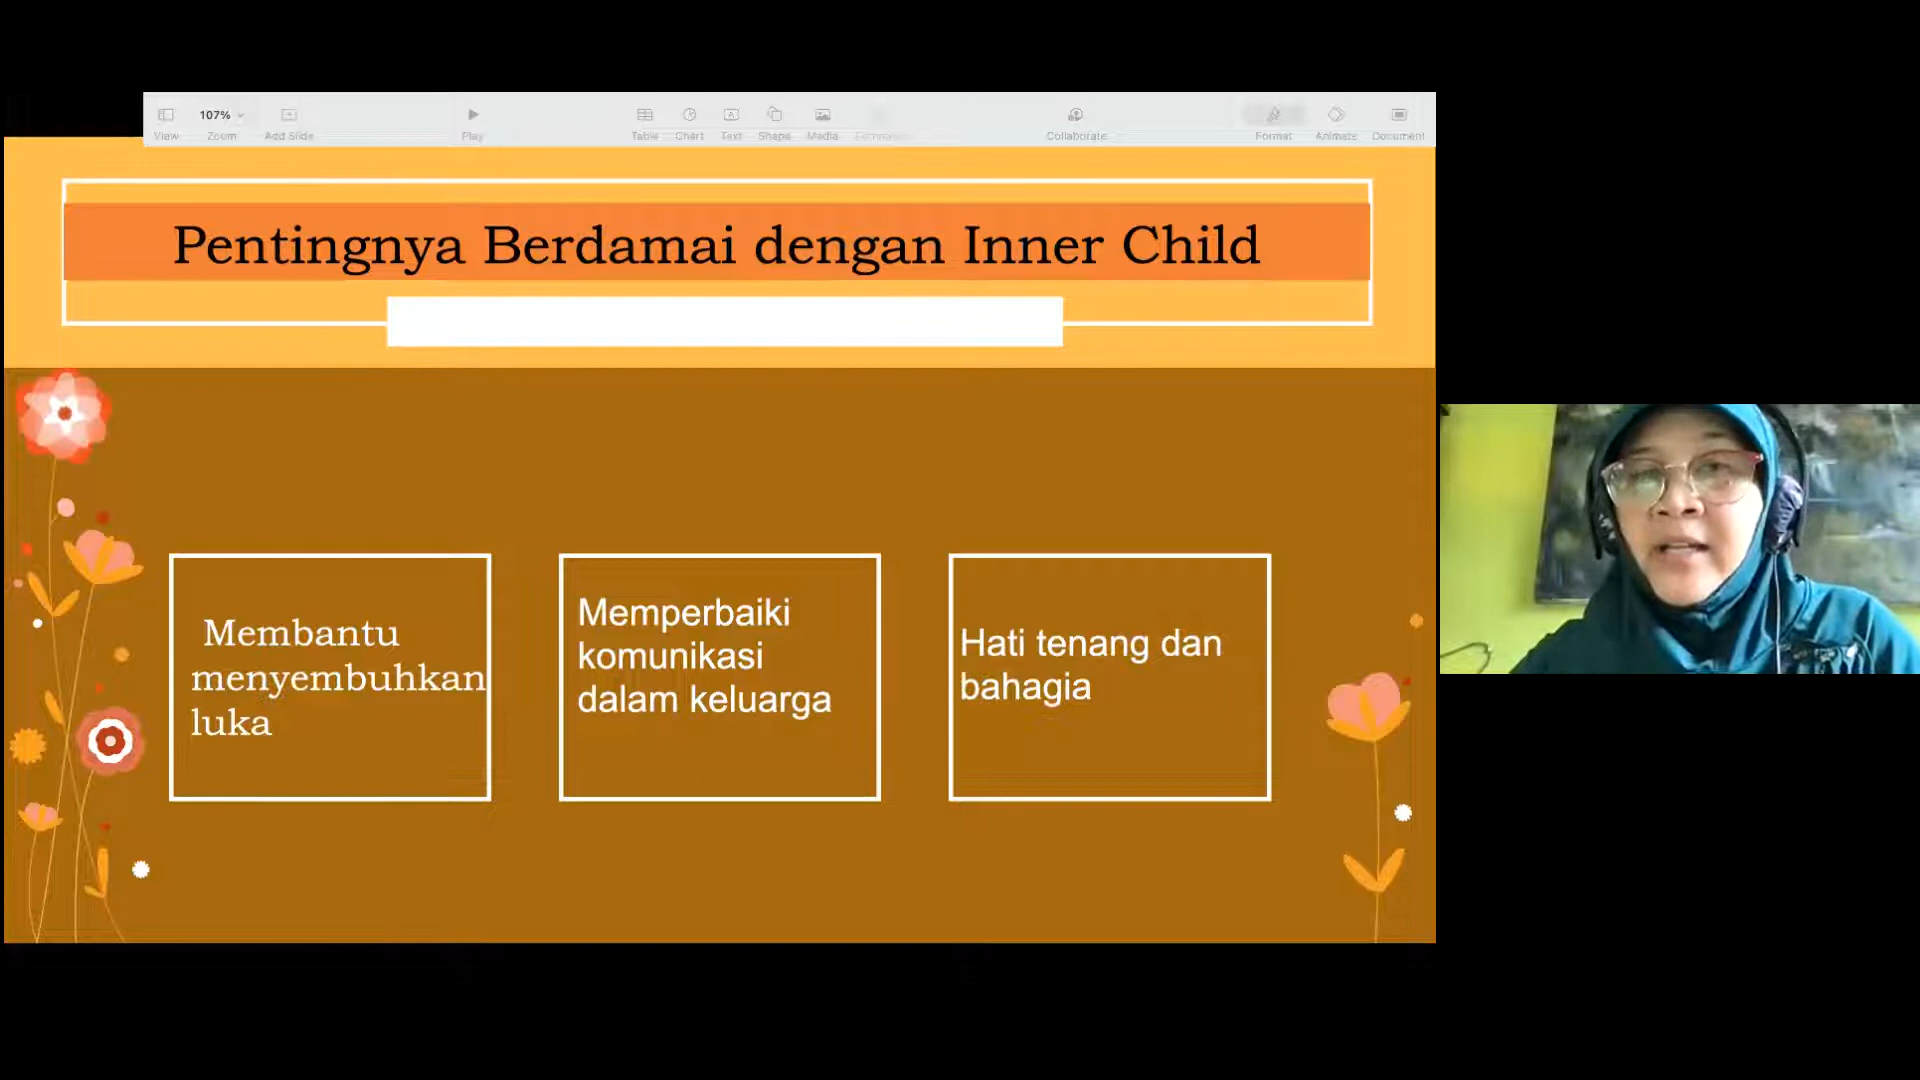 107%
View
Zoom
Add Slide
Play
Table
Chart
Text
Shape
Media
Collaborate
Format
Animate
Document
Pentingnya Berdamai dengan Inner Child
Membantu
menyembuhkan
luka
Memperbaiki
komunikasi
dalam keluarga
Hati tenang dan
bahagia